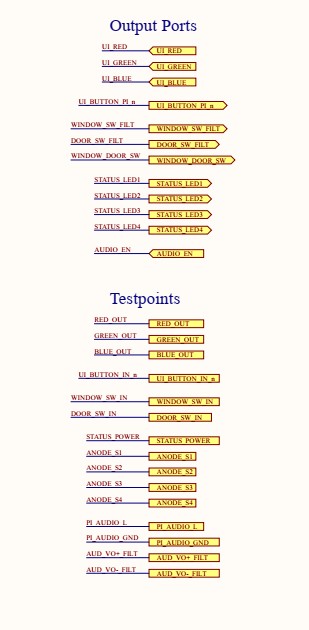 Output Ports
UI_RED UI_RED
UI_GREEN UI_GREEN
UI_BLUE UI_BLUE
UI_BUTTON_PI_n UI_BUTTON_PI_n
WINDOW_SW_FILT WINDOW_SW_FILT
DOOR_SW_FILT DOOR_SW_FILT
WINDOW_DOOR_SW WINDOW_DOOR_SW
STATUS_LED1 STATUS_LED1
STATUS_LED2 STATUS_LED2
STATUS_LED3 STATUS_LED3
STATUS_LED4 STATUS_LED4
AUDIO_EN AUDIO_EN
Testpoints
RED_OUT RED_OUT
GREEN_OUT GREEN_OUT
BLUE_OUT BLUE_OUT
UI_BUTTON_IN_n UI_BUTTON_IN_n
WINDOW_SW_IN WINDOW_SW_IN
DOOR_SW_IN DOOR_SW_IN
STATUS_POWER STATUS_POWER
ANODE_S1 ANODE_S1
ANODE_S2 ANODE_S2
ANODE_S3 ANODE_S3
ANODE_S4 ANODE_S4
PI_AUDIO_L PI_AUDIO_L
PI_AUDIO_GND PI_AUDIO_GND
AUD_VO+_FILT AUD_VO+_FILT
AUD_VO-_FILT AUD_VO-_FILT